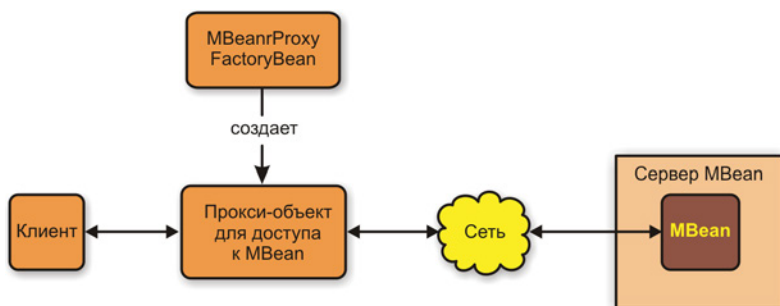 MBeanrProxy
FactoryBean
создает
Клиент
Прокси-объект
для доступа
к MBean
Сеть
Сервер MBean
MBean